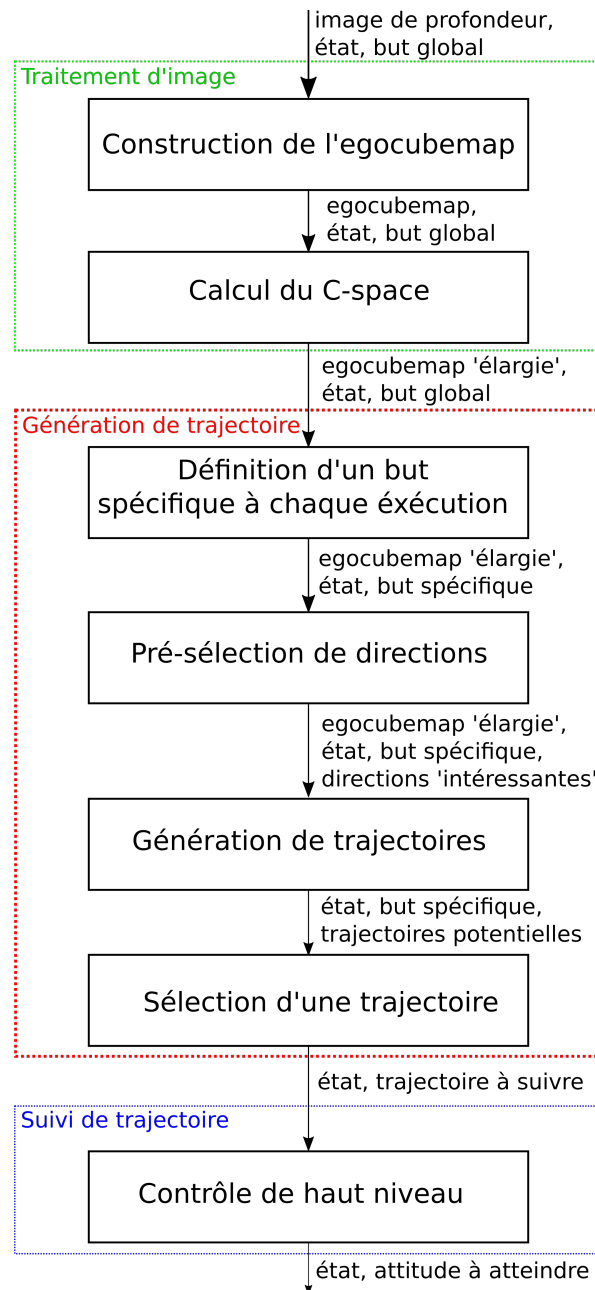 image de profondeur,
état, but global
Traitement d'image
Construction de l'egocubemap
egocubemap,
état, but global
Calcul du C-space
egocubemap 'élargie',
état, but global
Génération de trajectoire
Définition d'un but
spécifique à chaque éxécution
egocubemap 'élargie',
état, but spécifique
Pré-sélection de directions
egocubemap 'élargie',
état, but spécifique,
directions 'intéressantes'
Génération de trajectoires
état, but spécifique,
trajectoires potentielles
Sélection d'une trajectoire
état, trajectoire à suivre
Suivi de trajectoire
Contrôle de haut niveau
état, attitude à atteindre